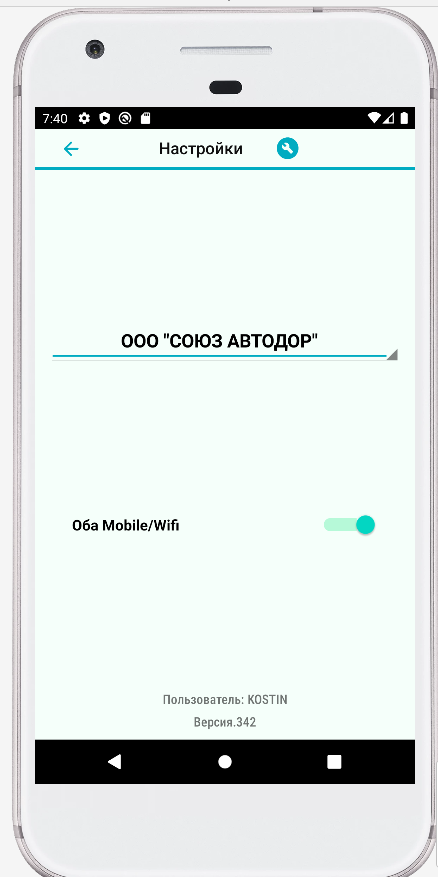 7:40
Настройки
ООО "СОЮЗ АВТОДОР"
Оба Mobile/Wifi
Пользователь: KOSTIN
Версия.342